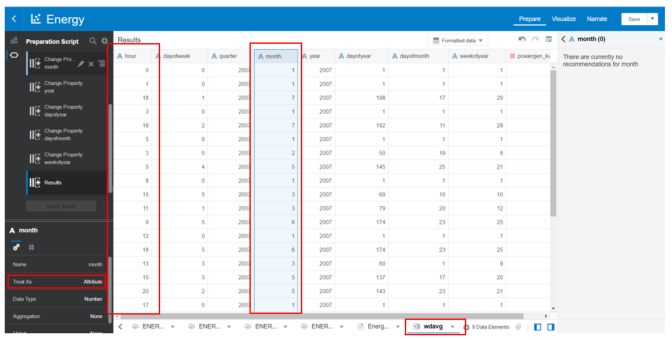 Energy
Prepare Visualize Narrate Save
Preparation Script
Results
Formatted data
month (0)
There are currently no
recommendations for month
Change Pro.
month
Change Property
year
Change Property
dayofyear
Change Property
dayofmonth
Change Property
weekofyear
Results
Apply Script
month
Name month
Treat As Attribute
Data Type Number
Aggregation None
hour dayofweek quarter month year dayofyear dayofmonth weekofyear
0 0 2007 1 2007 1 1 1
1 0 2007 1 2007 1 1 1
18 1 2007 7 2007 198 17 29
3 0 2007 1 2007 1 1 1
18 2 2007 7 2007 192 11 28
5 0 2007 1 2007 1 1 1
3 0 2007 2 2007 50 19 8
5 4 2007 5 2007 145 25 21
8 0 2007 1 2007 1 1 1
15 5 2007 3 2007 69 10 10
11 1 2007 3 2007 79 20 12
9 5 2007 6 2007 174 23 25
12 0 2007 1 2007 1 1 1
18 5 2007 6 2007 174 23 25
13 3 2007 3 2007 60 1 9
15 3 2007 5 2007 137 17 20
20 2 2007 5 2007 143 23 21
17 0 2007 1 2007 1 1 1
ENER... ENER... ENER... ENER... Energ... wdavg 9 Data Elements